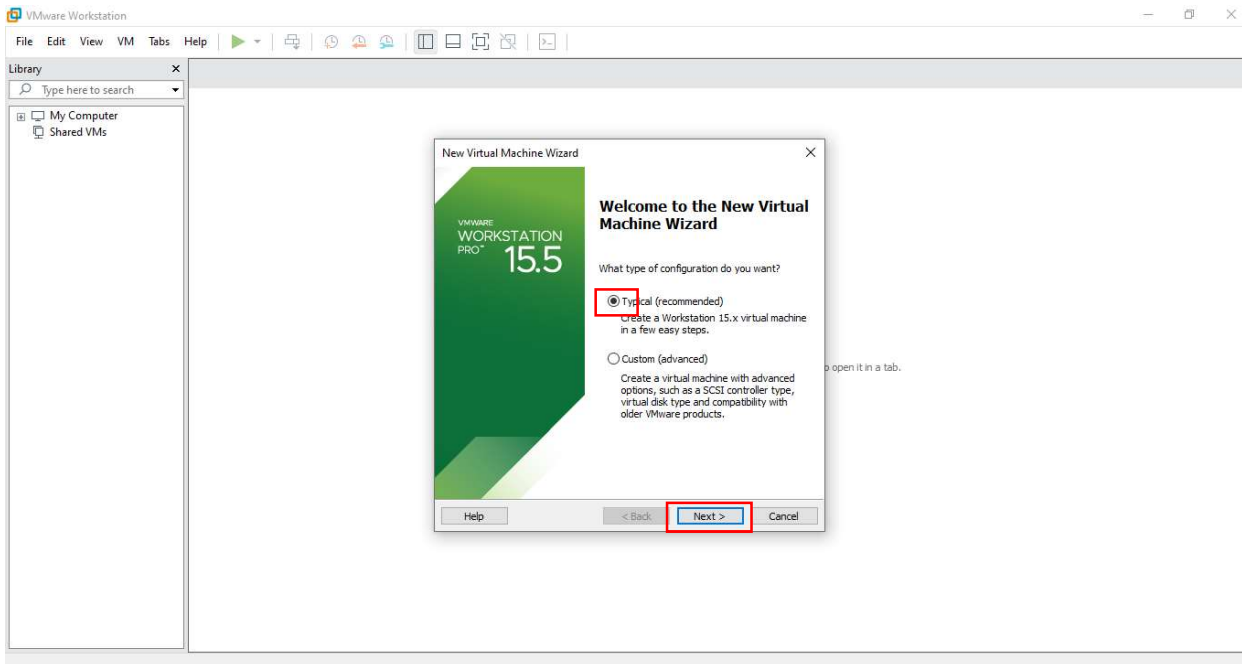 VMware Workstation
File Edit View VM Tabs Help
Library
Type here to search
My Computer
Shared VMs
New Virtual Machine Wizard
VMWARE
WORKSTATION
PRO™ 15.5
Welcome to the New Virtual
Machine Wizard
What type of configuration do you want?
Typical (recommended)
Create a Workstation 15.x virtual machine
in a few easy steps.
Custom (advanced)
Create a virtual machine with advanced
options, such as a SCSI controller type,
virtual disk type and compatibility with
older VMware products.
o open it in a tab.
Help < Back Next > Cancel